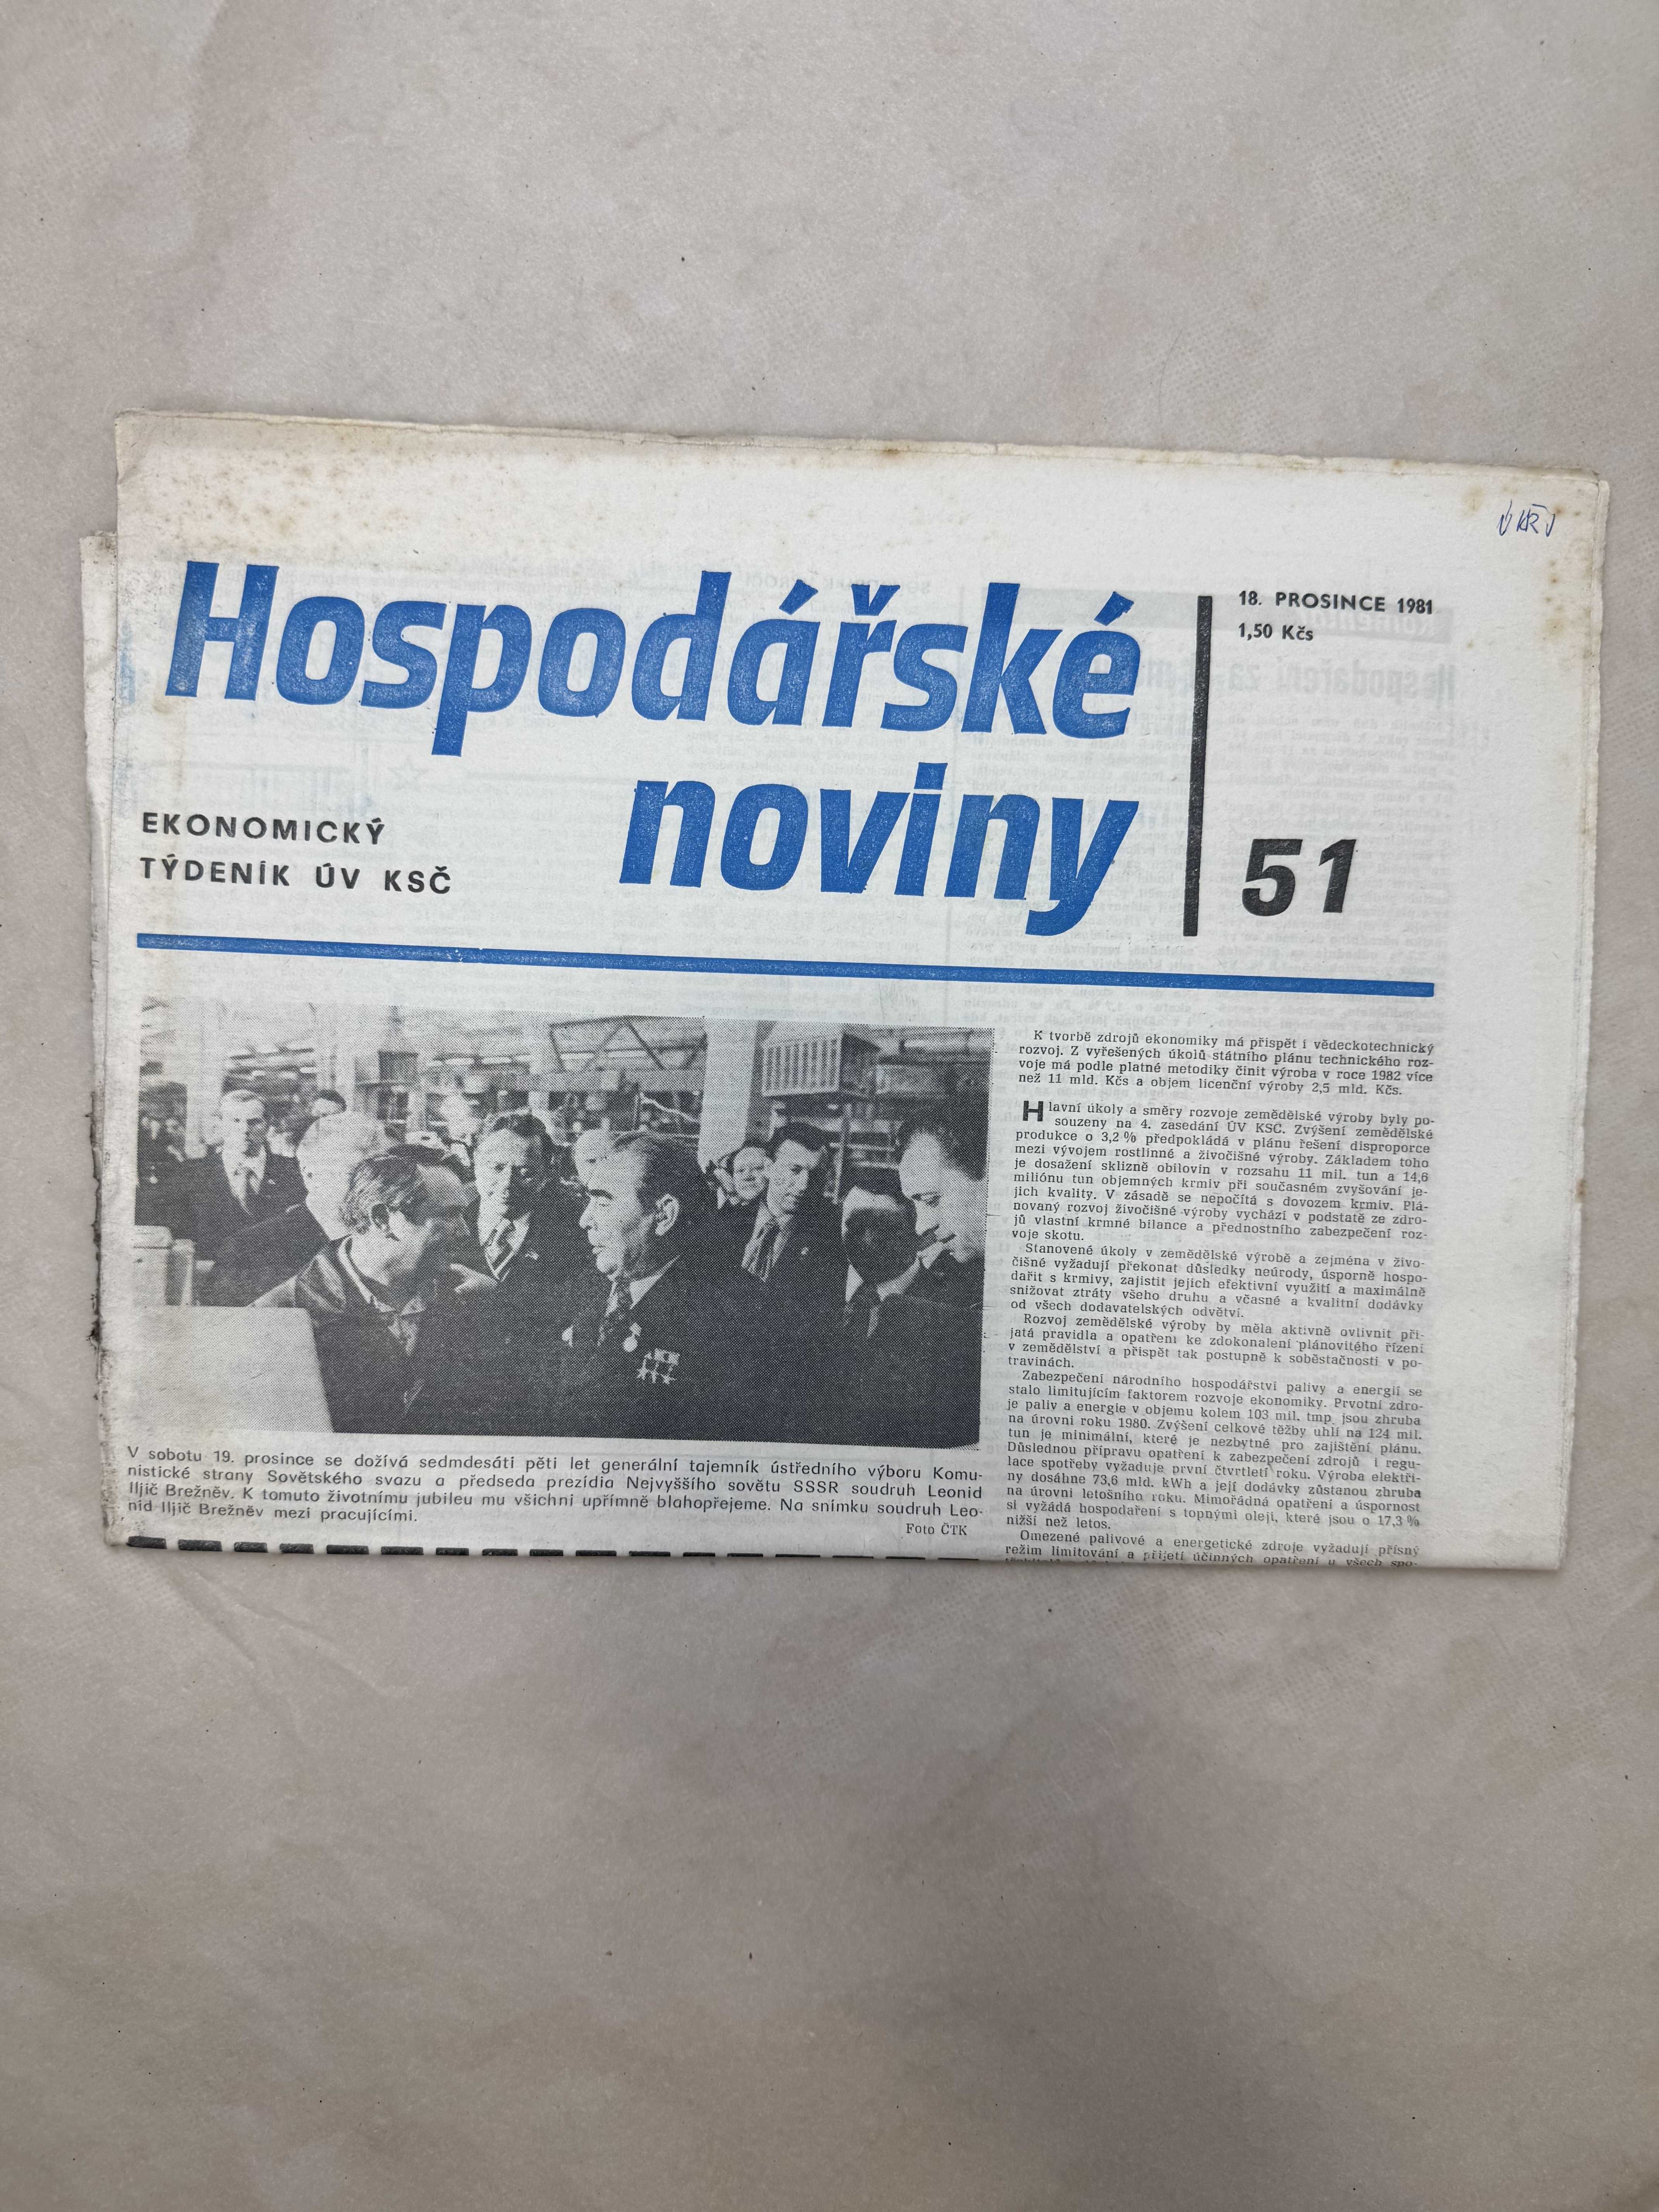 Hospodářské
noviny
EKONOMICKÝ
TÝDENÍK ÚV KSČ
18. PROSINCE 1981
1,50 Kčs
51
V sobotu 19. prosince se dožívá sedmdesáti pěti let generální tajemník ústředního výboru Komu-
nistické strany Sovětského svazu a předseda prezídia Nejvyššího sovětu SSSR soudruh Leonid
Iljič Brežněv. K tomuto životnímu jubileu mu všichni upřímně blahopřejeme. Na snímku soudruh Leo-
nid Iljič Brežněv mezi pracujícími.
Foto ČTK
K tvorbě zdrojů ekonomiky má přispět i vědeckotechnický
rozvoj. Z vyřešených úkolů státního plánu technického roz-
voje má podle platné metodiky činit výroba v roce 1982 více
než 11 mld. Kčs a objem licenční výroby 2,5 mld. Kčs.
Hlavní úkoly a směry rozvoje zemědělské výroby byly po-
souzeny na 4. zasedání ÚV KSČ. Zvýšení zemědělské
produkce o 3,2 % předpokládá v plánu řešení disproporce
mezi vývojem rostlinné a živočišné výroby. Základem toho
je dosažení sklizně obilovin v rozsahu 11 mil. tun a 14,6
miliónu tun objemných krmiv při současném zvyšování je-
jich kvality. V zásadě se nepočítá s dovozem krmiv. Plá-
novaný rozvoj živočišné výroby vychází v podstatě ze zdro-
jů vlastní krmné bilance a přednostního zabezpečení roz-
voje skotu.
Stanovené úkoly v zemědělské výrobě a zejména v živo-
čišné vyžadují překonat důsledky neúrody, úsporně hospo-
dařit s krmivy, zajistit jejich efektivní využití a maximálně
snižovat ztráty všeho druhu a včasné a kvalitní dodávky
od všech dodavatelských odvětví.
Rozvoj zemědělské výroby by měla aktivně ovlivnit při-
jatá pravidla a opatření ke zdokonalení plánovitého řízení
v zemědělství a přispět tak postupně k soběstačnosti v po-
travinách.
Zabezpečení národního hospodářství palivy a energií se
stalo limitujícím faktorem rozvoje ekonomiky. Prvotní zdro-
je paliv a energie v objemu kolem 103 mil. tmp jsou zhruba
na úrovni roku 1980. Zvýšení celkové těžby uhlí na 124 mil.
tun je minimální, které je nezbytné pro zajištění plánu.
Důslednou přípravu opatření k zabezpečení zdrojů i regu-
lace spotřeby vyžaduje první čtvrtletí roku. Výroba elektři-
ny dosáhne 73,6 mld. kWh a její dodávky zůstanou zhruba
na úrovni letošního roku. Mimořádná opatření a úspornost
si vyžádá hospodaření s topnými oleji, které jsou o 17,3 %
nižší než letos.
Omezené palivové a energetické zdroje vyžadují přísný
režim limitování a přijetí účinných opatření u všech spo-